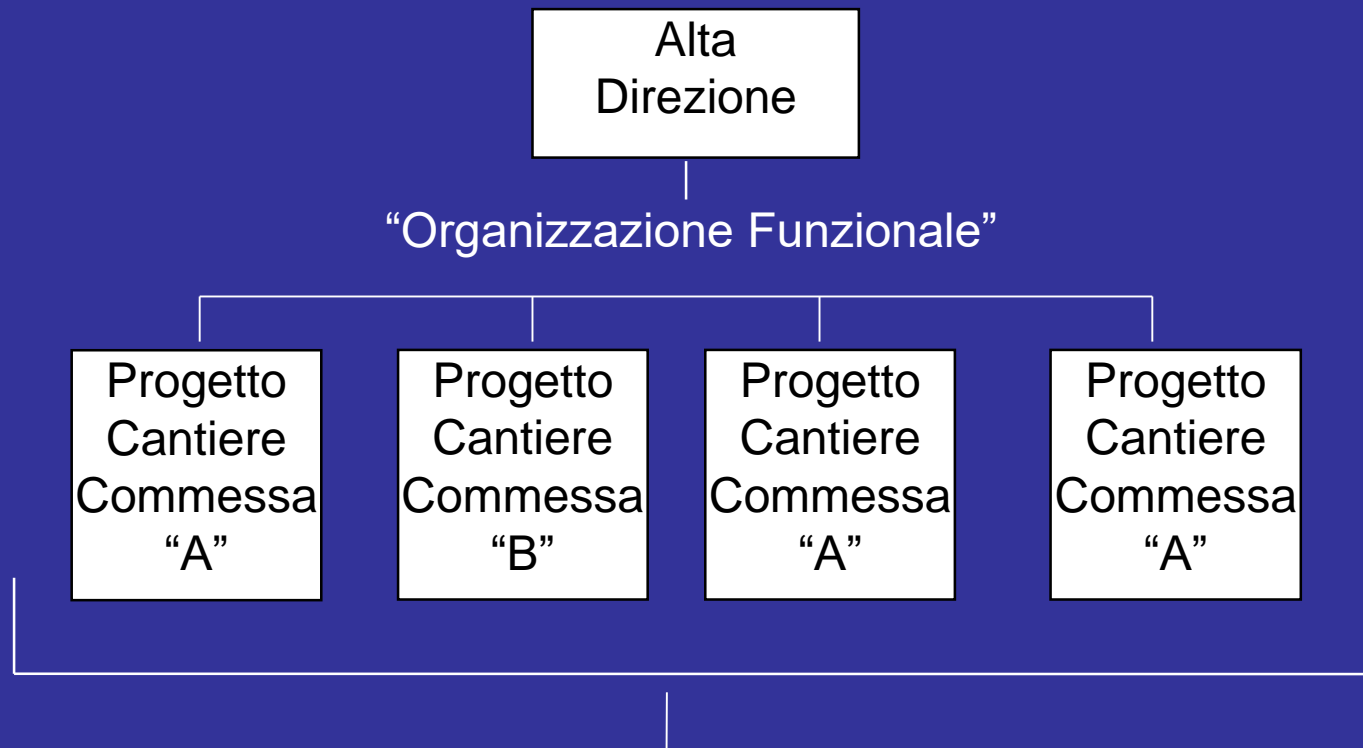 Alta
Direzione
“Organizzazione Funzionale”
Progetto
Cantiere
Commessa
“A”
Progetto
Cantiere
Commessa
“B”
Progetto
Cantiere
Commessa
“A”
Progetto
Cantiere
Commessa
“A”